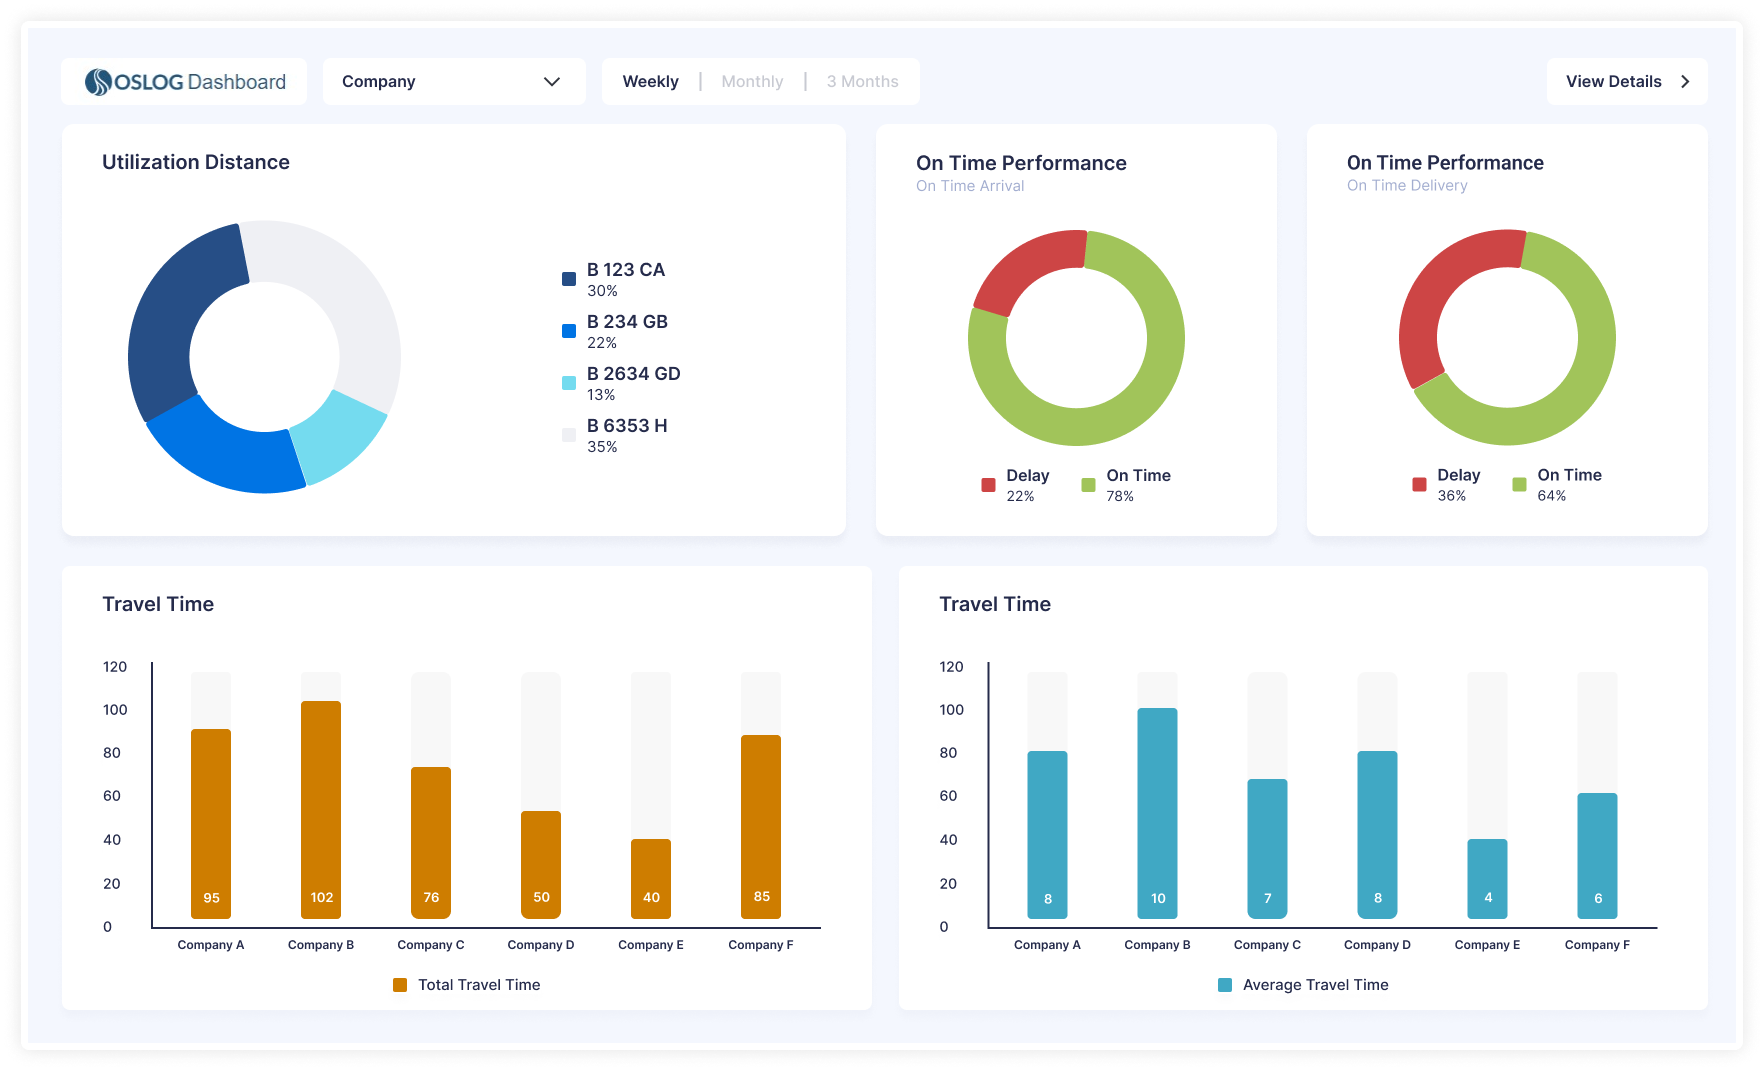 OSLOG Dashboard
Company
Weekly | Monthly | 3 Months
View Details
Utilization Distance
B 123 CA
30%
B 234 GB
22%
B 2634 GD
13%
B 6353 H
35%
On Time Performance
On Time Arrival
Delay
22%
On Time
78%
On Time Performance
On Time Delivery
Delay
36%
On Time
64%
Travel Time
120
100
80
60
40
20
0
95
102
76
50
40
85
Company A
Company B
Company C
Company D
Company E
Company F
Total Travel Time
Travel Time
120
100
80
60
40
20
0
8
10
7
8
4
6
Company A
Company B
Company C
Company D
Company E
Company F
Average Travel Time